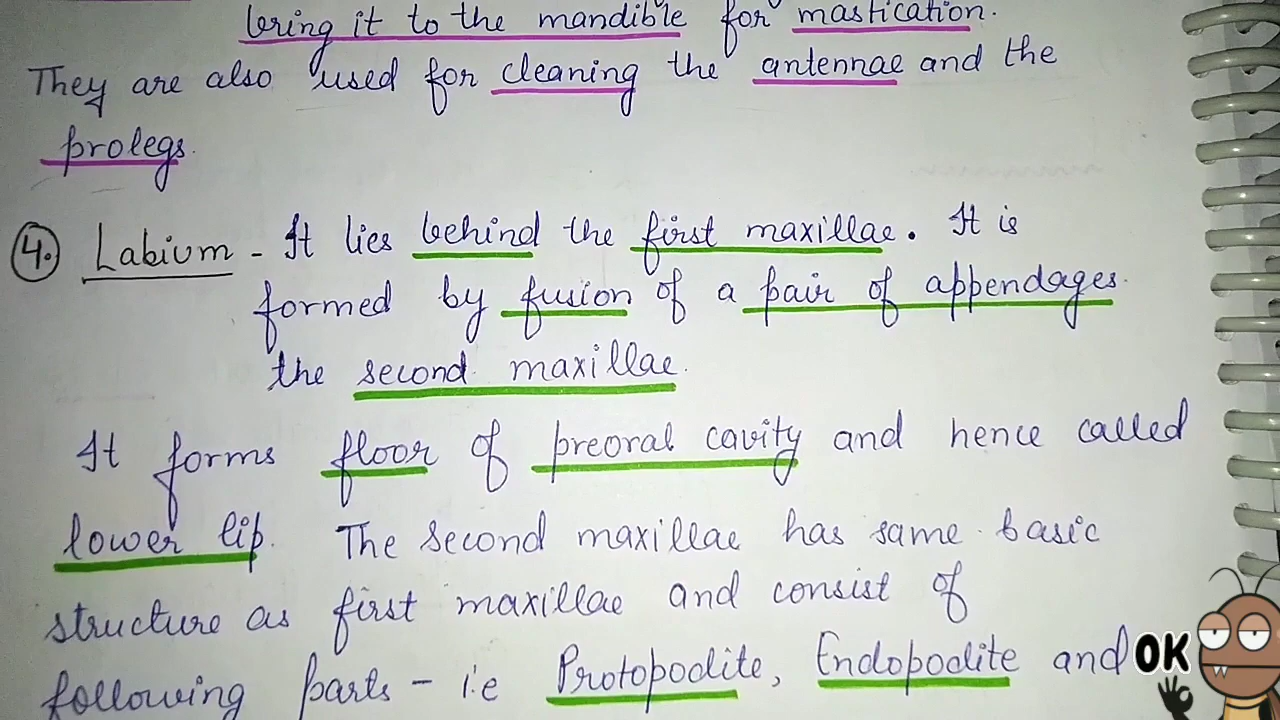 bring it to the mandible for mastication.
They are also used for cleaning the antennae and the
prolegs.
4. Labium - It lies behind the first maxillae. It is
formed by fusion of a pair of appendages.
the second maxillae.
It forms floor of preoral cavity and hence called
lower lip. The second maxillae has same basic
structure as first maxillae and consist of
following parts - i.e Protopodite, Endopodite and
OK